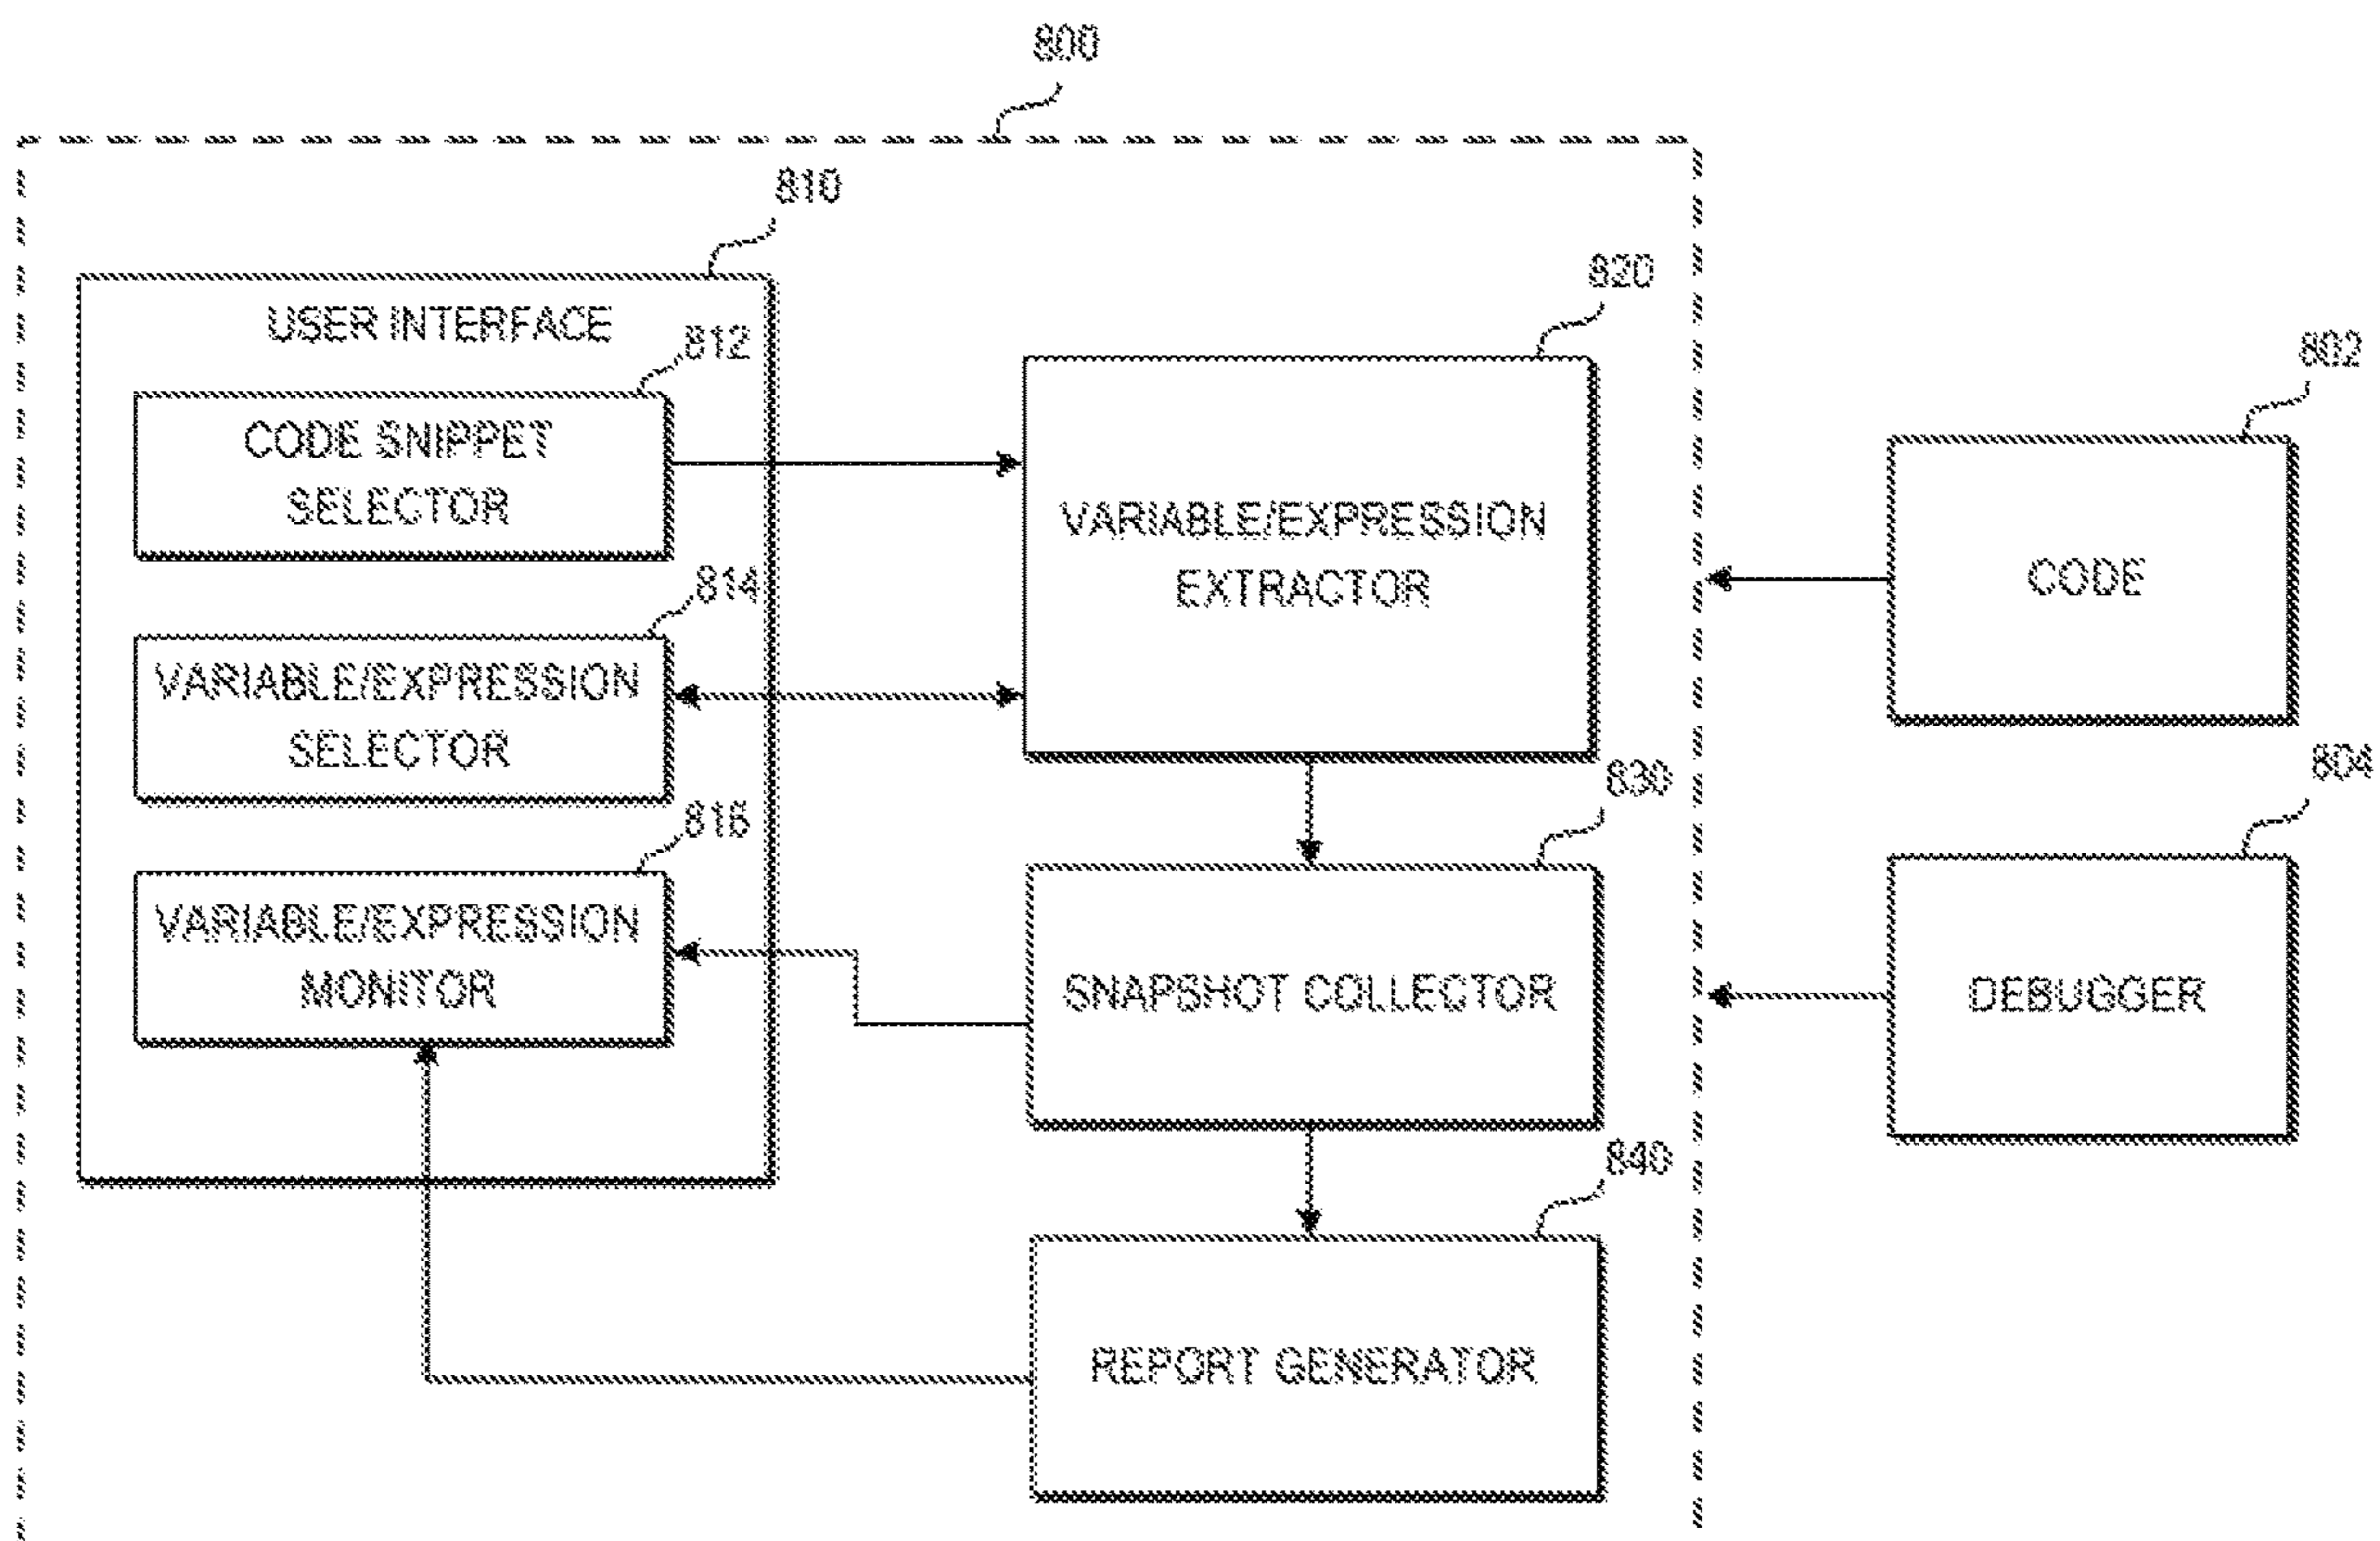 800
810
USER INTERFACE
812
CODE SNIPPET
SELECTOR
814
VARIABLE/EXPRESSION
SELECTOR
816
VARIABLE/EXPRESSION
MONITOR
820
VARIABLE/EXPRESSION
EXTRACTOR
830
SNAPSHOT COLLECTOR
840
REPORT GENERATOR
802
CODE
804
DEBUGGER